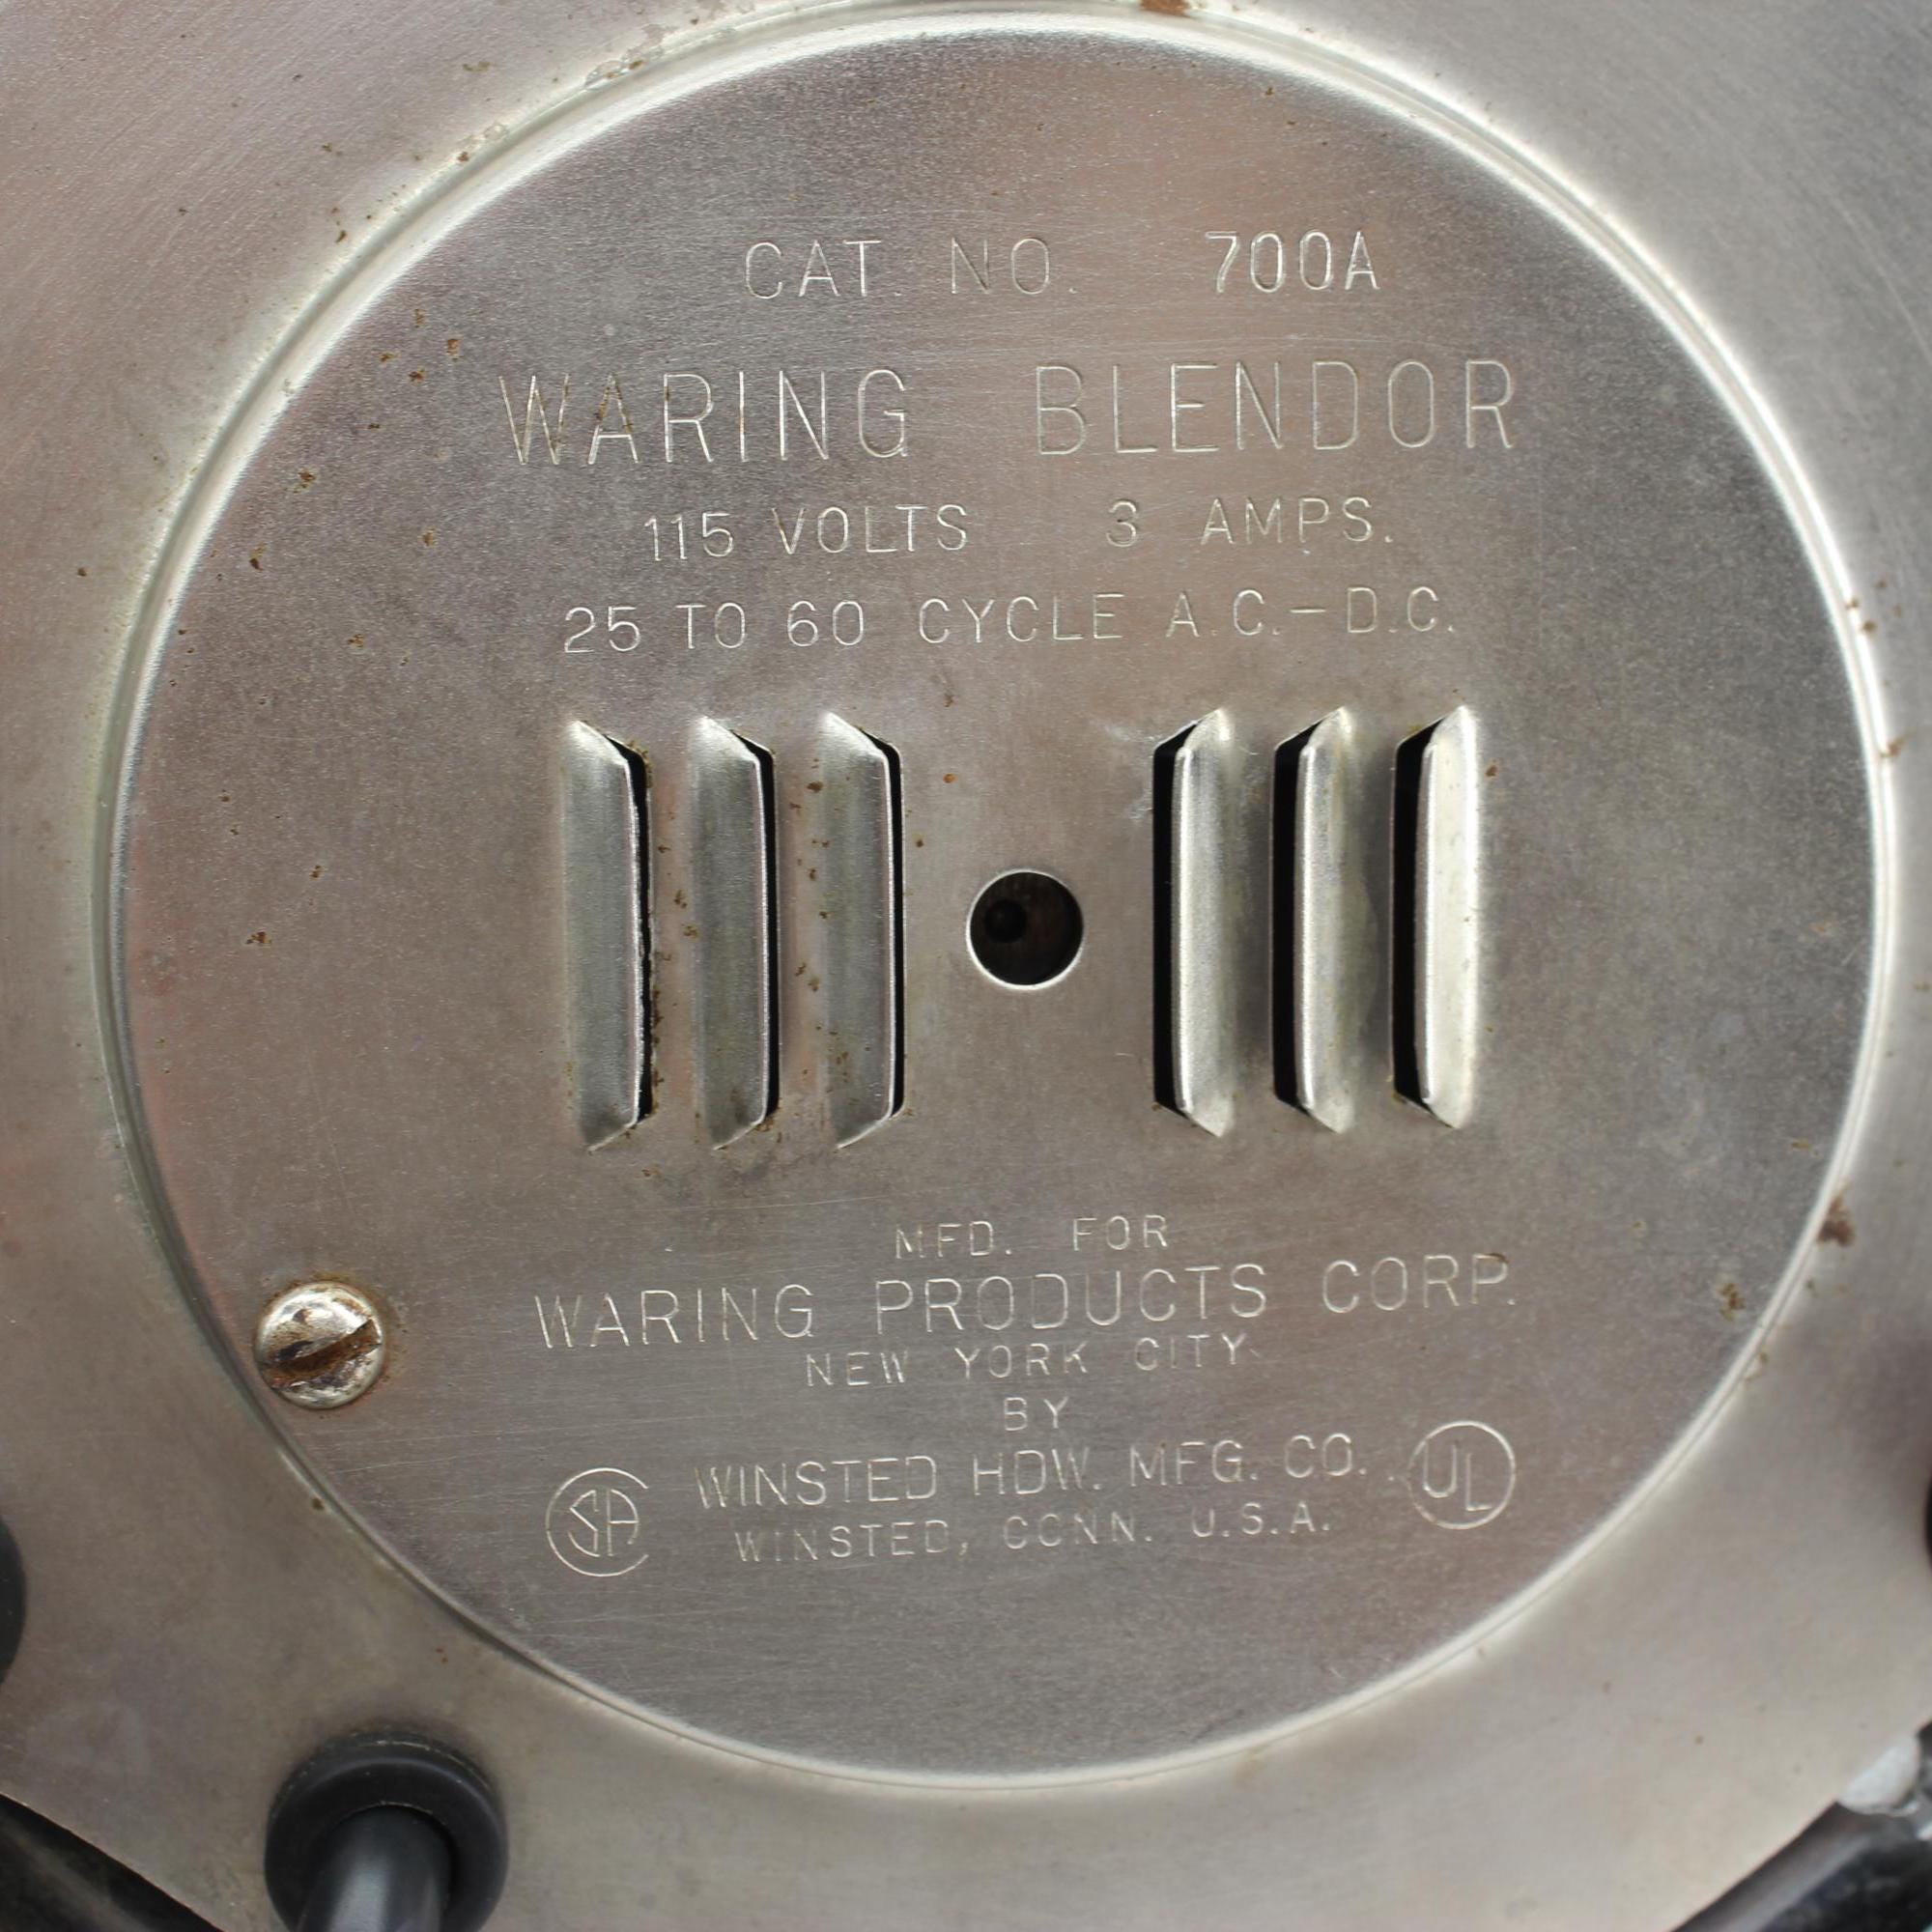 CAT. NO. 700A
WARING BLENDOR
115 VOLTS 3 AMPS.
25 TO 60 CYCLE A.C.–D.C.
MFD. FOR
WARING PRODUCTS CORP.
NEW YORK CITY
BY
WINSTED HDW. MFG. CO.
WINSTED, CONN. U.S.A.
SA
UL